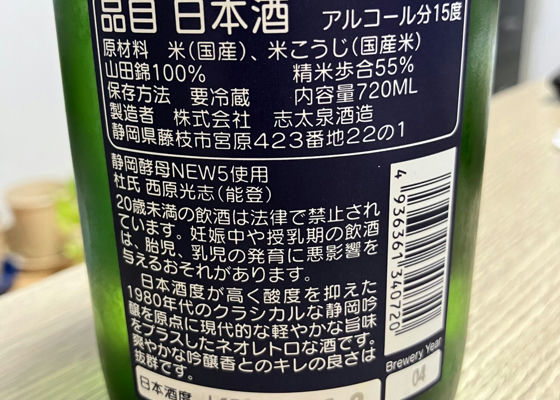 品目 日本酒 アルコール分15度
原材料 米(国産)、米こうじ(国産米)
山田錦100% 精米歩合55%
保存方法 要冷蔵 内容量720ML
製造者 株式会社 志太泉酒造
静岡県藤枝市宮原423番地22の1
静岡酵母NEW5使用
杜氏 西原光志(能登)
20歳未満の飲酒は法律で禁止され
ています。妊娠中や授乳期の飲酒
は、胎児、乳児の発育に悪影響を
与えるおそれがあります。
日本酒度が高く酸度を抑えた
1980年代のクラシカルな静岡吟
醸を原点に現代的な軽やかな旨味
をプラスしたネオレトロな酒です。
爽やかな吟醸香とのキレの良さは
抜群です。
日本酒度
4936361340720
Brewery Year
04